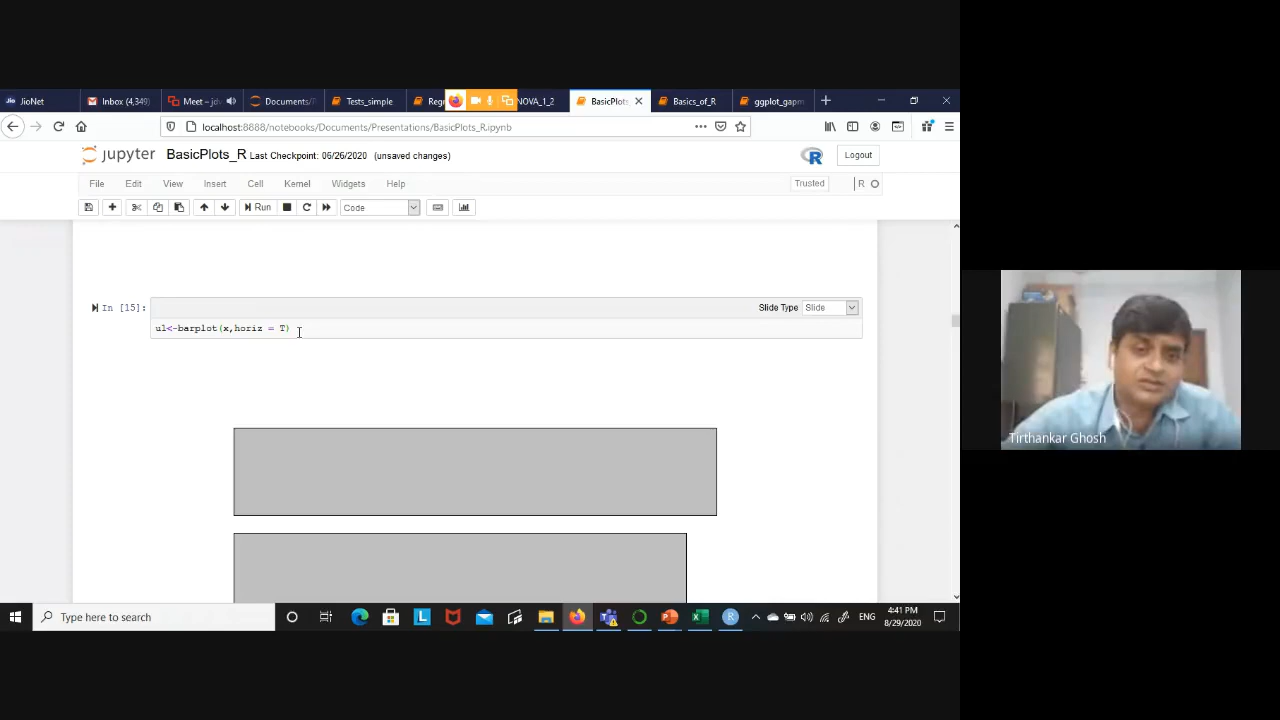 JioNet
Inbox (4,349)
Meet – jd
Documents/
Tests_simple
Reg
NOVA_1_2
BasicPlots
Basics_of_R
ggplot_gapm
localhost:8888/notebooks/Documents/Presentations/BasicPlots_R.ipynb
jupyter BasicPlots_R Last Checkpoint: 06/26/2020 (unsaved changes)
Logout
File Edit View Insert Cell Kernel Widgets Help
Trusted
R
Run
Code
In [15]:
Slide Type Slide
u1<-barplot(x,horiz = T)
Tirthankar Ghosh
Type here to search
ENG
4:41 PM
8/29/2020